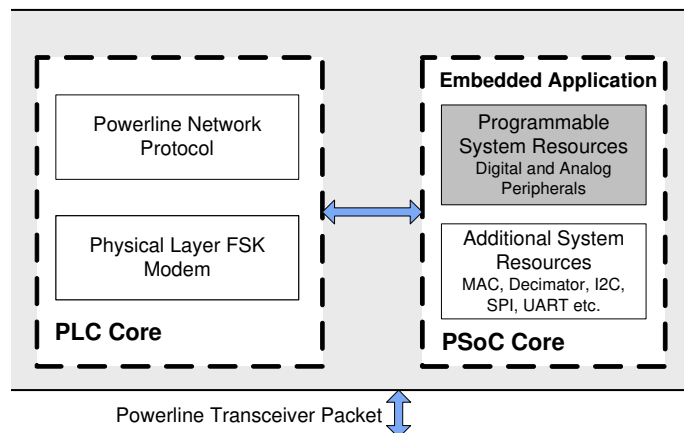 Powerline Network
Protocol
Physical Layer FSK
Modem
PLC Core
Embedded Application
Programmable
System Resources
Digital and Analog
Peripherals
Additional System
Resources
MAC, Decimator, I2C,
SPI, UART etc.
PSoC Core
Powerline Transceiver Packet